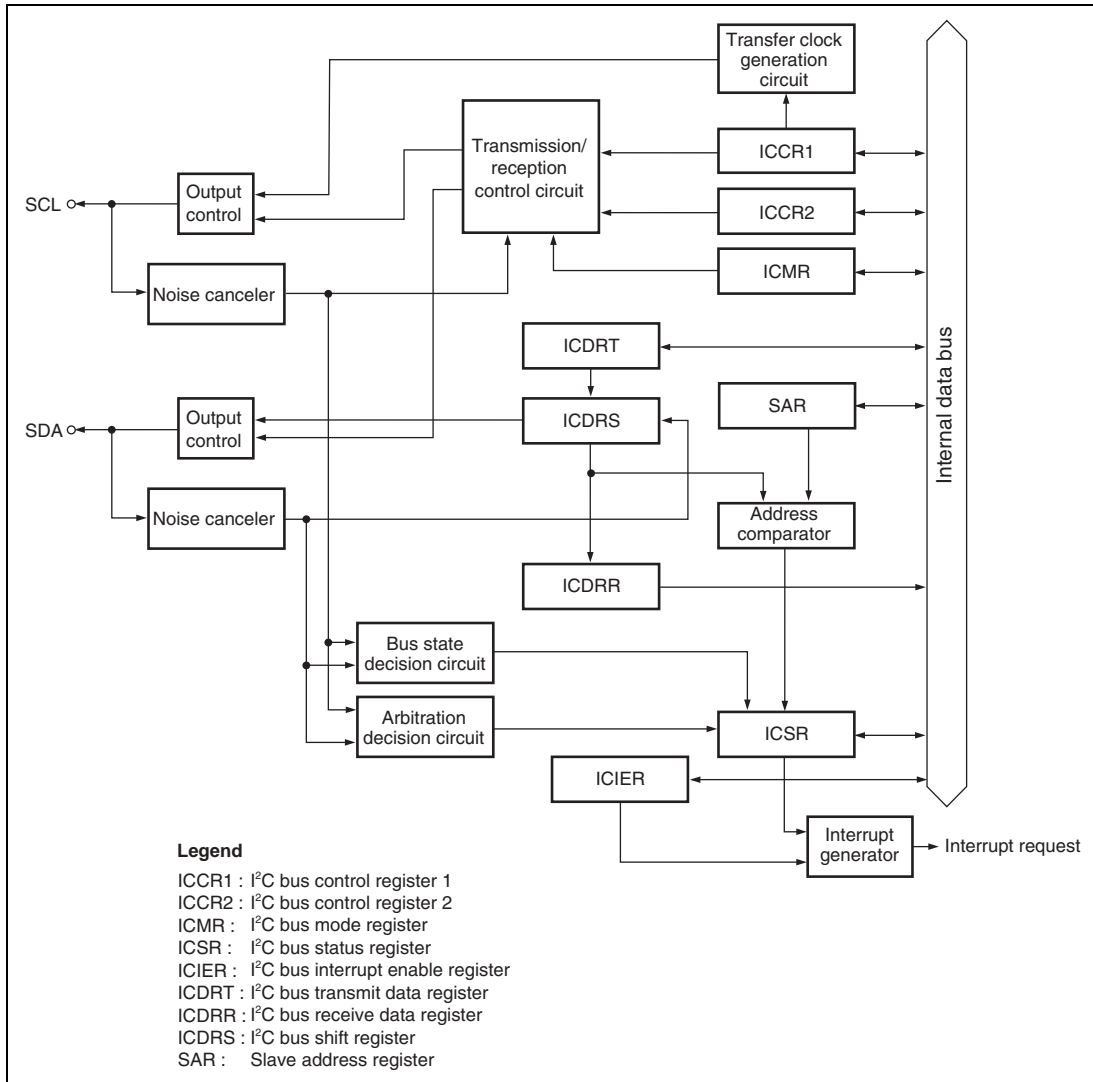 Transfer clock
generation
circuit
Transmission/
reception
control circuit
ICCR1
Output
control
SCL
ICCR2
ICMR
Noise canceler
ICDRT
SAR
Output
control
SDA
ICDRS
Internal data bus
Noise canceler
Address
comparator
ICDRR
Bus state
decision circuit
Arbitration
decision circuit
ICSR
ICIER
Interrupt
generator
Interrupt request
Legend
ICCR1 : I²C bus control register 1
ICCR2 : I²C bus control register 2
ICMR : I²C bus mode register
ICSR : I²C bus status register
ICIER : I²C bus interrupt enable register
ICDRT : I²C bus transmit data register
ICDRR : I²C bus receive data register
ICDRS : I²C bus shift register
SAR : Slave address register